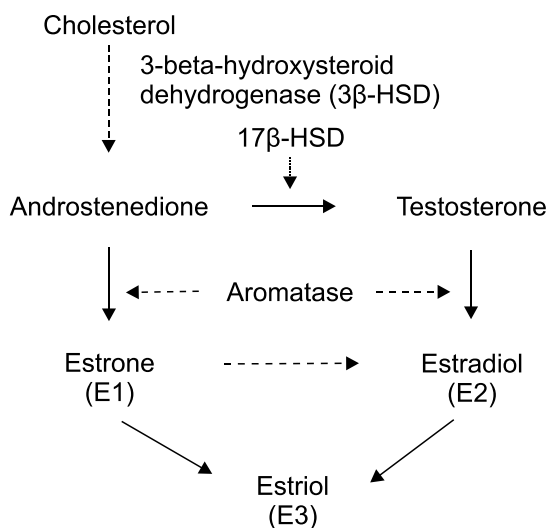 Cholesterol
3-beta-hydroxysteroid
dehydrogenase (3β-HSD)
17β-HSD
Androstenedione
Testosterone
Aromatase
Estrone
(E1)
Estradiol
(E2)
Estriol
(E3)